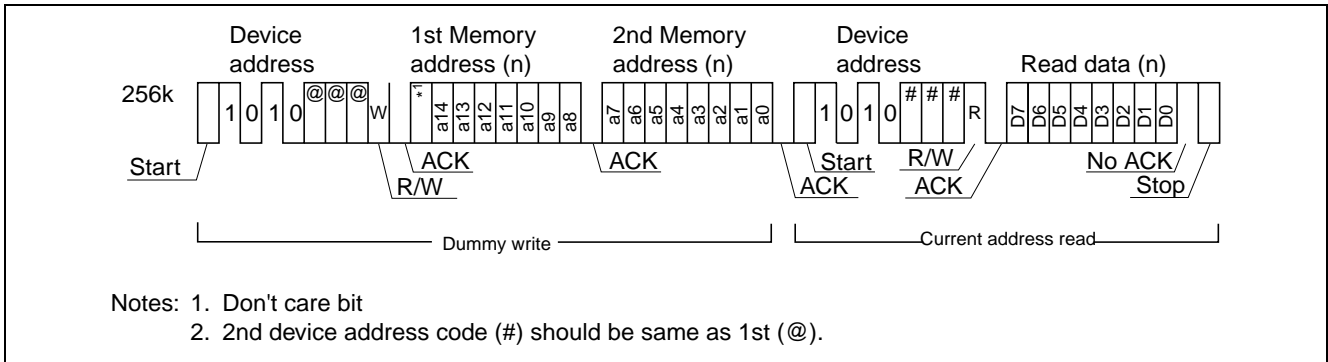 Device address
1st Memory address (n)
2nd Memory address (n)
Device address
Read data (n)
256k
1 0 1 0 @ @ @ W
*1 a14 a13 a12 a11 a10 a9 a8
a7 a6 a5 a4 a3 a2 a1 a0
1 0 1 0 # # # R
D7 D6 D5 D4 D3 D2 D1 D0
Start
R/W
ACK
ACK
ACK
Start
R/W
ACK
No ACK
Stop
Dummy write
Current address read
Notes: 1. Don't care bit
2. 2nd device address code (#) should be same as 1st (@).